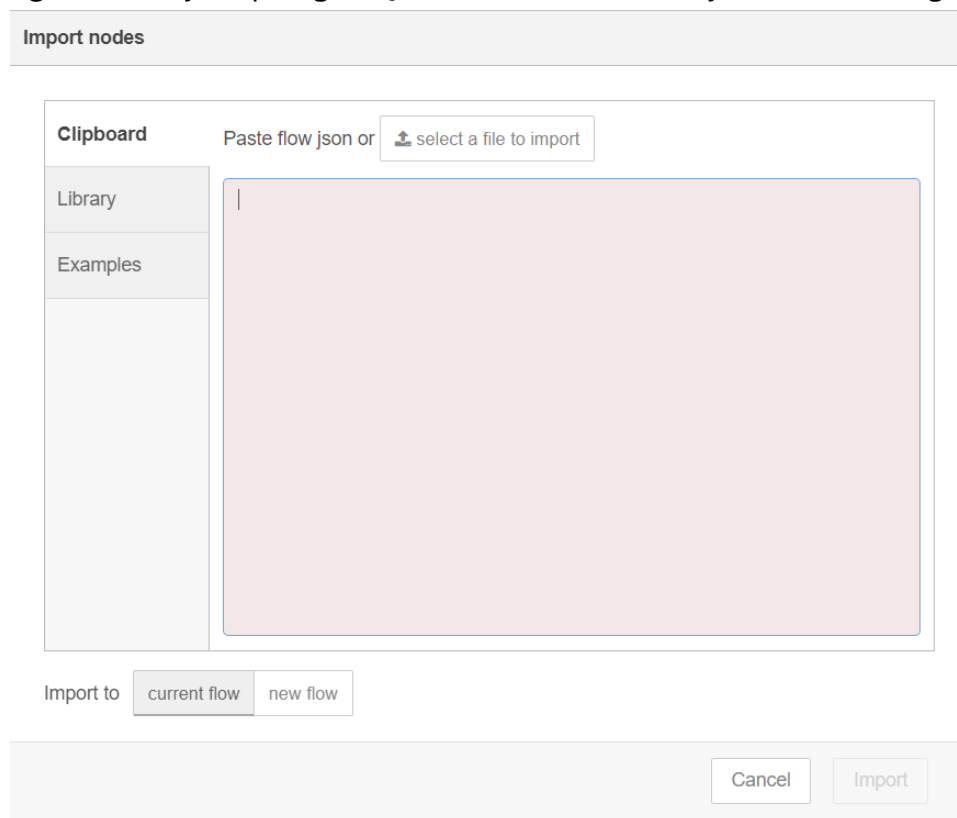 Import nodes
Clipboard
Paste flow json or select a file to import
Library
Examples
Import to current flow new flow
Cancel Import